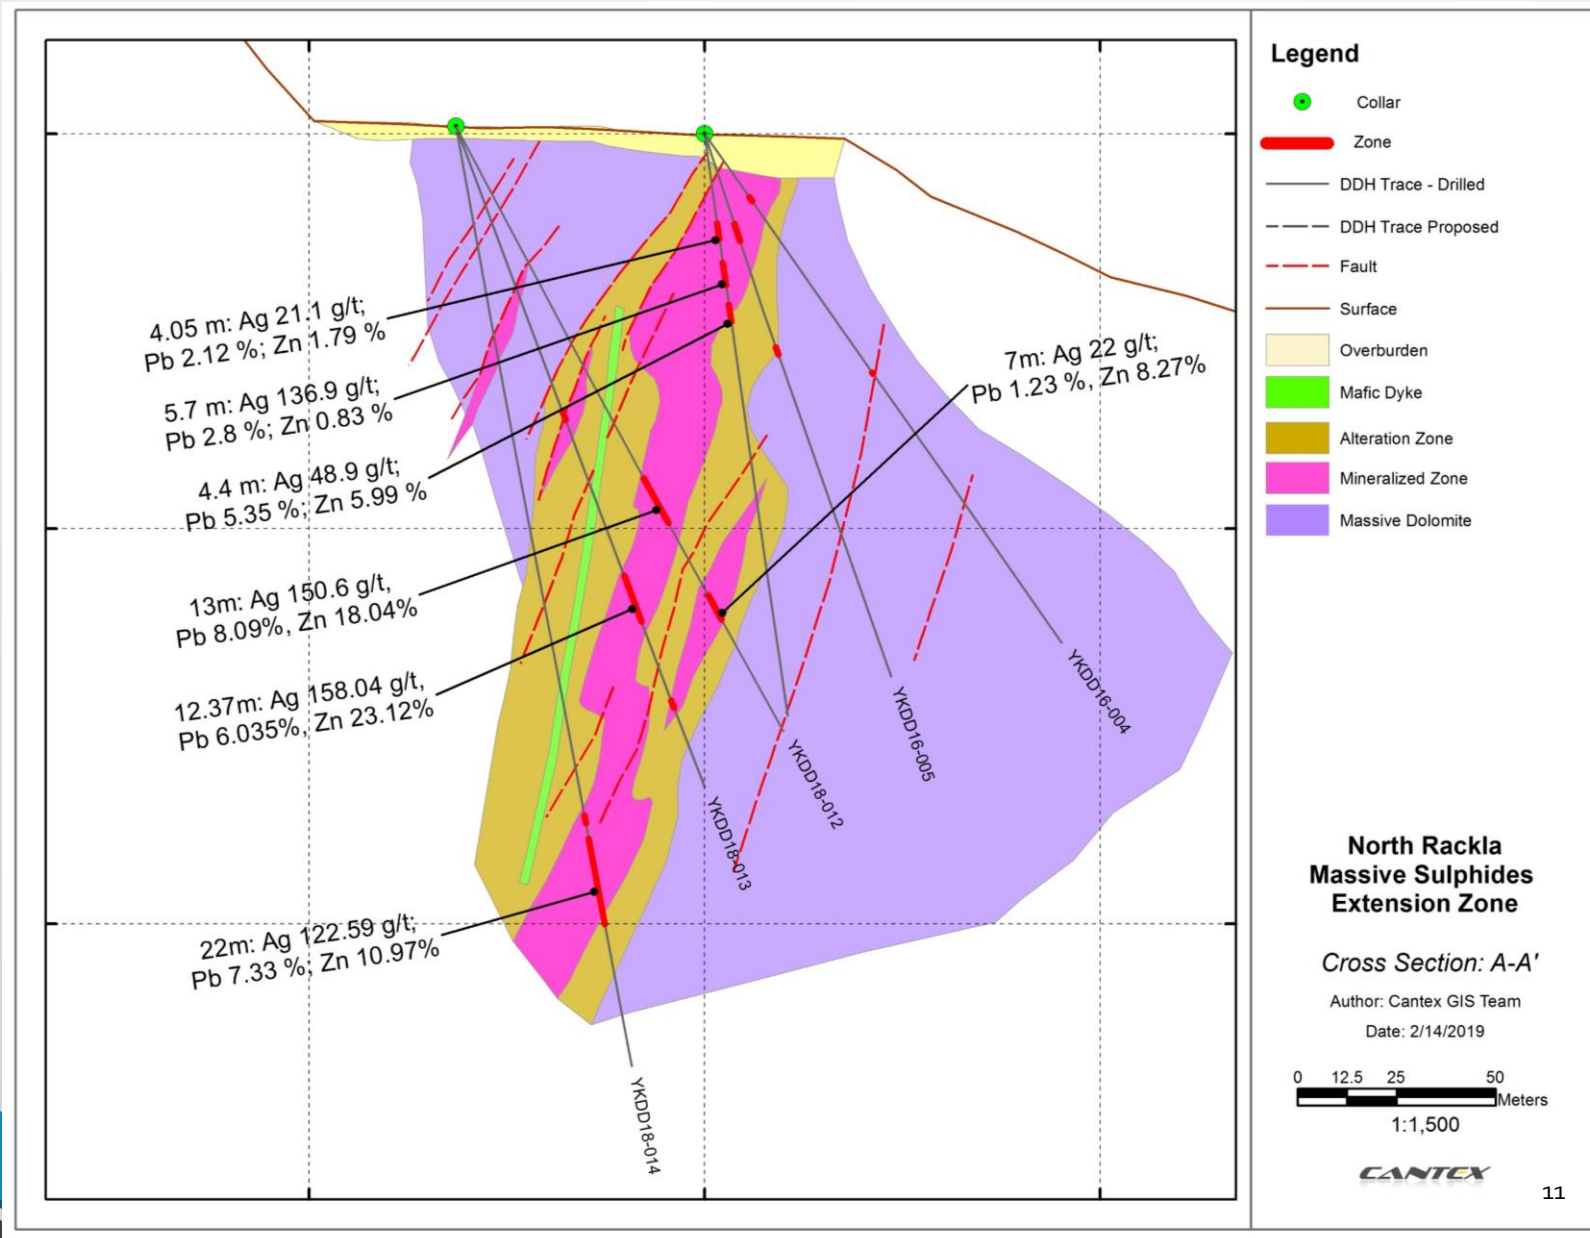 4.05 m: Ag 21.1 g/t;
Pb 2.12 %; Zn 1.79 %
5.7 m: Ag 136.9 g/t;
Pb 2.8 %; Zn 0.83 %
4.4 m: Ag 48.9 g/t;
Pb 5.35 %; Zn 5.99 %
13m: Ag 150.6 g/t,
Pb 8.09%, Zn 18.04%
12.37m: Ag 158.04 g/t,
Pb 6.035%, Zn 23.12%
22m: Ag 122.59 g/t;
Pb 7.33 %, Zn 10.97%
7m: Ag 22 g/t;
Pb 1.23 %, Zn 8.27%
YKDD18-014
YKDD18-013
YKDD18-012
YKDD16-005
YKDD16-004
Legend
Collar
Zone
DDH Trace - Drilled
DDH Trace Proposed
Fault
Surface
Overburden
Mafic Dyke
Alteration Zone
Mineralized Zone
Massive Dolomite
North Rackla
Massive Sulphides
Extension Zone
Cross Section: A-A'
Author: Cantex GIS Team
Date: 2/14/2019
0 12.5 25 50
Meters
1:1,500
CANTEX
11